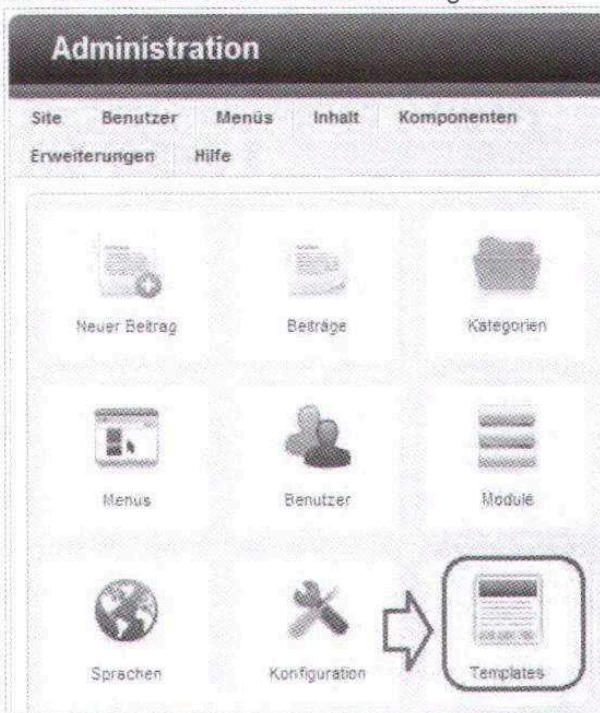 Administration
Site Benutzer Menüs Inhalt Komponenten
Erweiterungen Hilfe
Neuer Beitrag Beiträge Kategorien
Menus Benutzer Module
Sprachen Konfiguration Templates